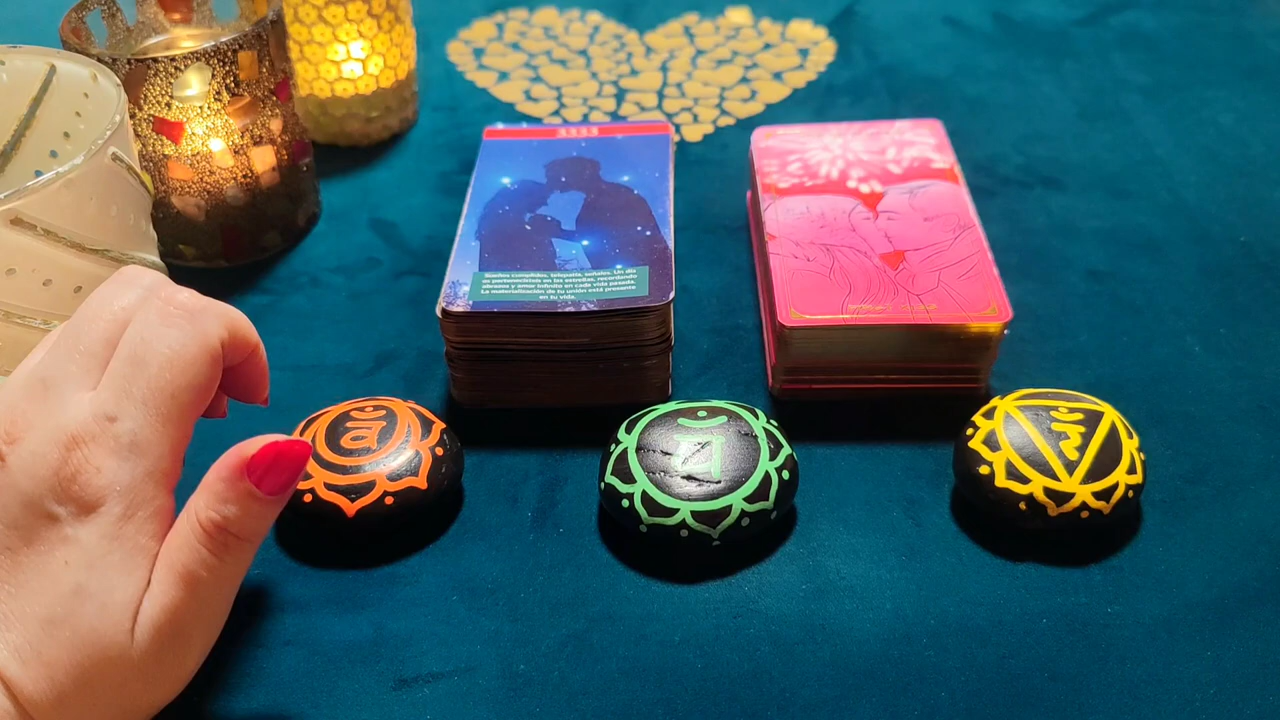 3333
Sueños cumplidos, telepatía, señales. Un día
os pertenecisteis en las estrellas, recordando
abrazos y amor infinito en cada vida pasada.
La materialización de tu unión está presente
en tu vida.
वं
यं
रं